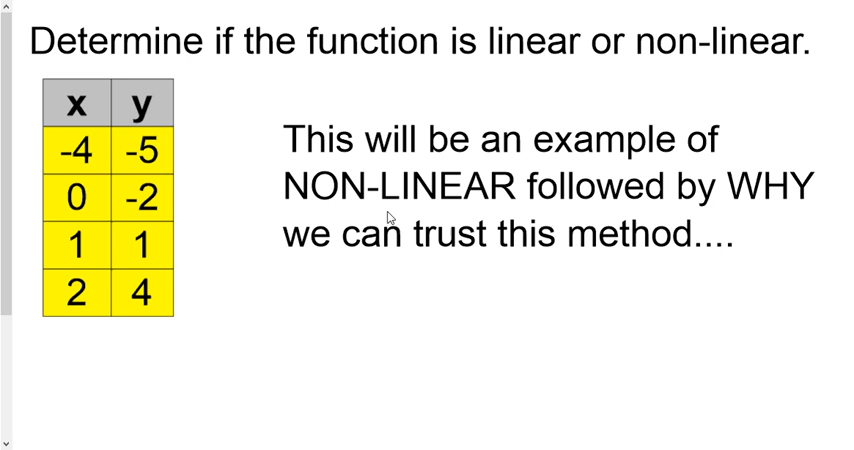 Determine if the function is linear or non-linear.
x y
-4 -5
0 -2
1 1
2 4
This will be an example of
NON-LINEAR followed by WHY
we can trust this method....